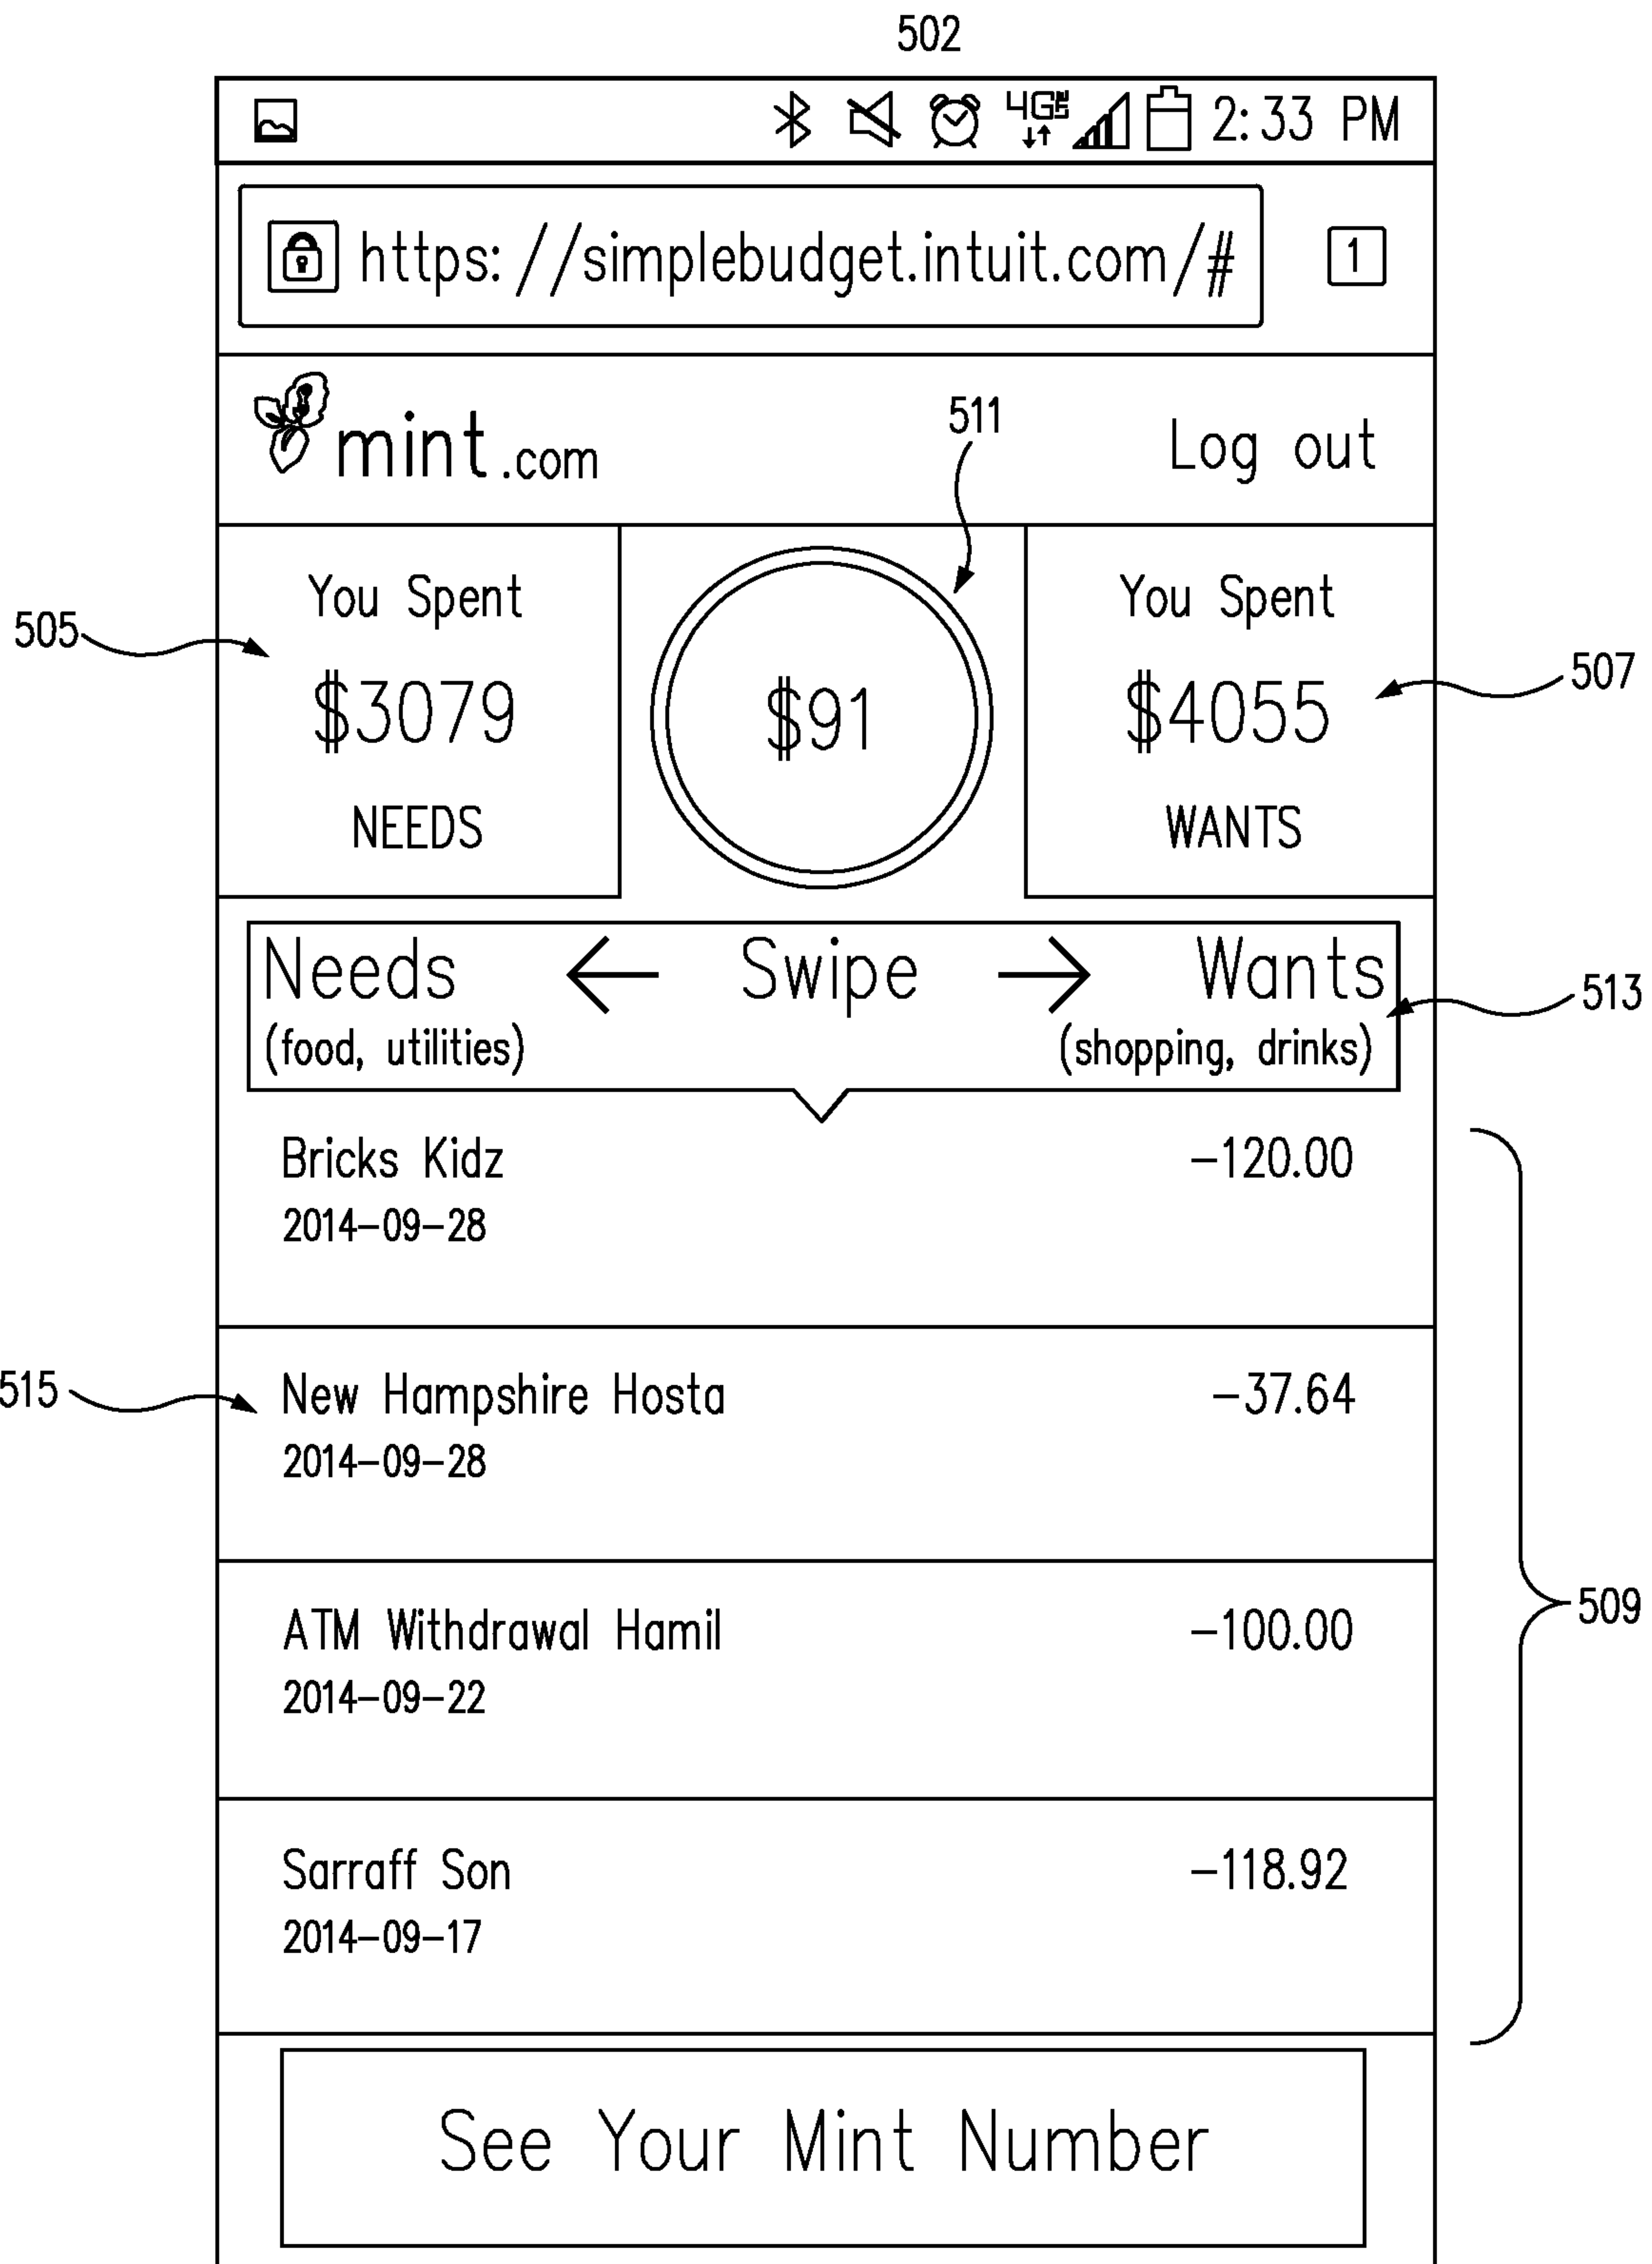 502
4G LTE 2:33 PM
https://simplebudget.intuit.com/#
1
mint.com
Log out
511
505
You Spent
$3079
NEEDS
$91
You Spent
$4055
WANTS
507
Needs ← Swipe → Wants
(food, utilities) (shopping, drinks)
513
Bricks Kidz -120.00
2014-09-28
515
New Hampshire Hosta -37.64
2014-09-28
ATM Withdrawal Hamil -100.00
2014-09-22
509
Sarraff Son -118.92
2014-09-17
See Your Mint Number